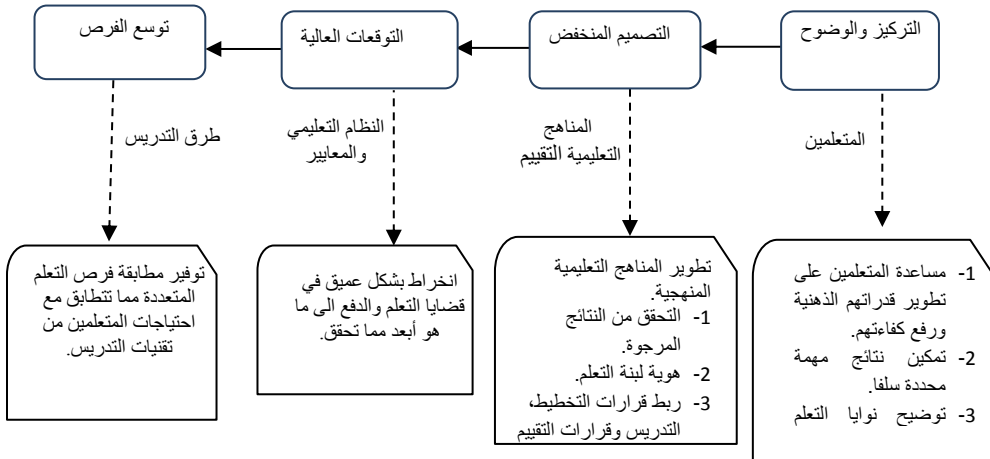 التركيز والوضوح
التصميم المنخفض
التوقعات العالية
توسع الفرص
المتعلمين
المناهج
التعليمية التقييم
النظام التعليمي
والمعايير
طرق التدريس
1- مساعدة المتعلمين على
تطوير قدراتهم الذهنية
ورفع كفاءتهم.
2- تمكين نتائج مهمة
محددة سلفا.
3- توضيح نوايا التعلم
تطوير المناهج التعليمية
المنهجية.
1- التحقق من النتائج
المرجوة.
2- هوية لبنة التعلم.
3- ربط قرارات التخطيط،
التدريس وقرارات التقييم
انخراط بشكل عميق في
قضايا التعلم والدفع الى ما
هو أبعد مما تحقق.
توفير مطابقة فرص التعلم
المتعددة مما تتطابق مع
احتياجات المتعلمين من
تقنيات التدريس.